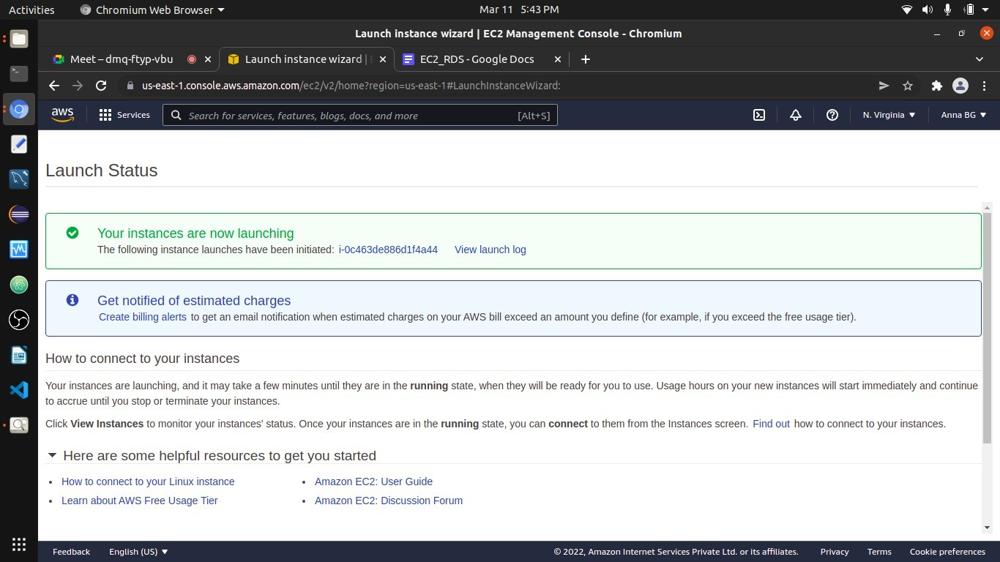 Activities Chromium Web Browser Mar 11 5:43 PM
Launch instance wizard | EC2 Management Console - Chromium
Meet – dmq-ftyp-vbu Launch instance wizard | EC2_RDS - Google Docs
us-east-1.console.aws.amazon.com/ec2/v2/home?region=us-east-1#LaunchInstanceWizard:
aws Services Search for services, features, blogs, docs, and more [Alt+S] N. Virginia Anna BG
Launch Status
Your instances are now launching
The following instance launches have been initiated: i-0c463de886d1f4a44 View launch log
Get notified of estimated charges
Create billing alerts to get an email notification when estimated charges on your AWS bill exceed an amount you define (for example, if you exceed the free usage tier).
How to connect to your instances
Your instances are launching, and it may take a few minutes until they are in the running state, when they will be ready for you to use. Usage hours on your new instances will start immediately and continue
to accrue until you stop or terminate your instances.
Click View Instances to monitor your instances' status. Once your instances are in the running state, you can connect to them from the Instances screen. Find out how to connect to your instances.
Here are some helpful resources to get you started
• How to connect to your Linux instance • Amazon EC2: User Guide
• Learn about AWS Free Usage Tier • Amazon EC2: Discussion Forum
Feedback English (US) © 2022, Amazon Internet Services Private Ltd. or its affiliates. Privacy Terms Cookie preferences